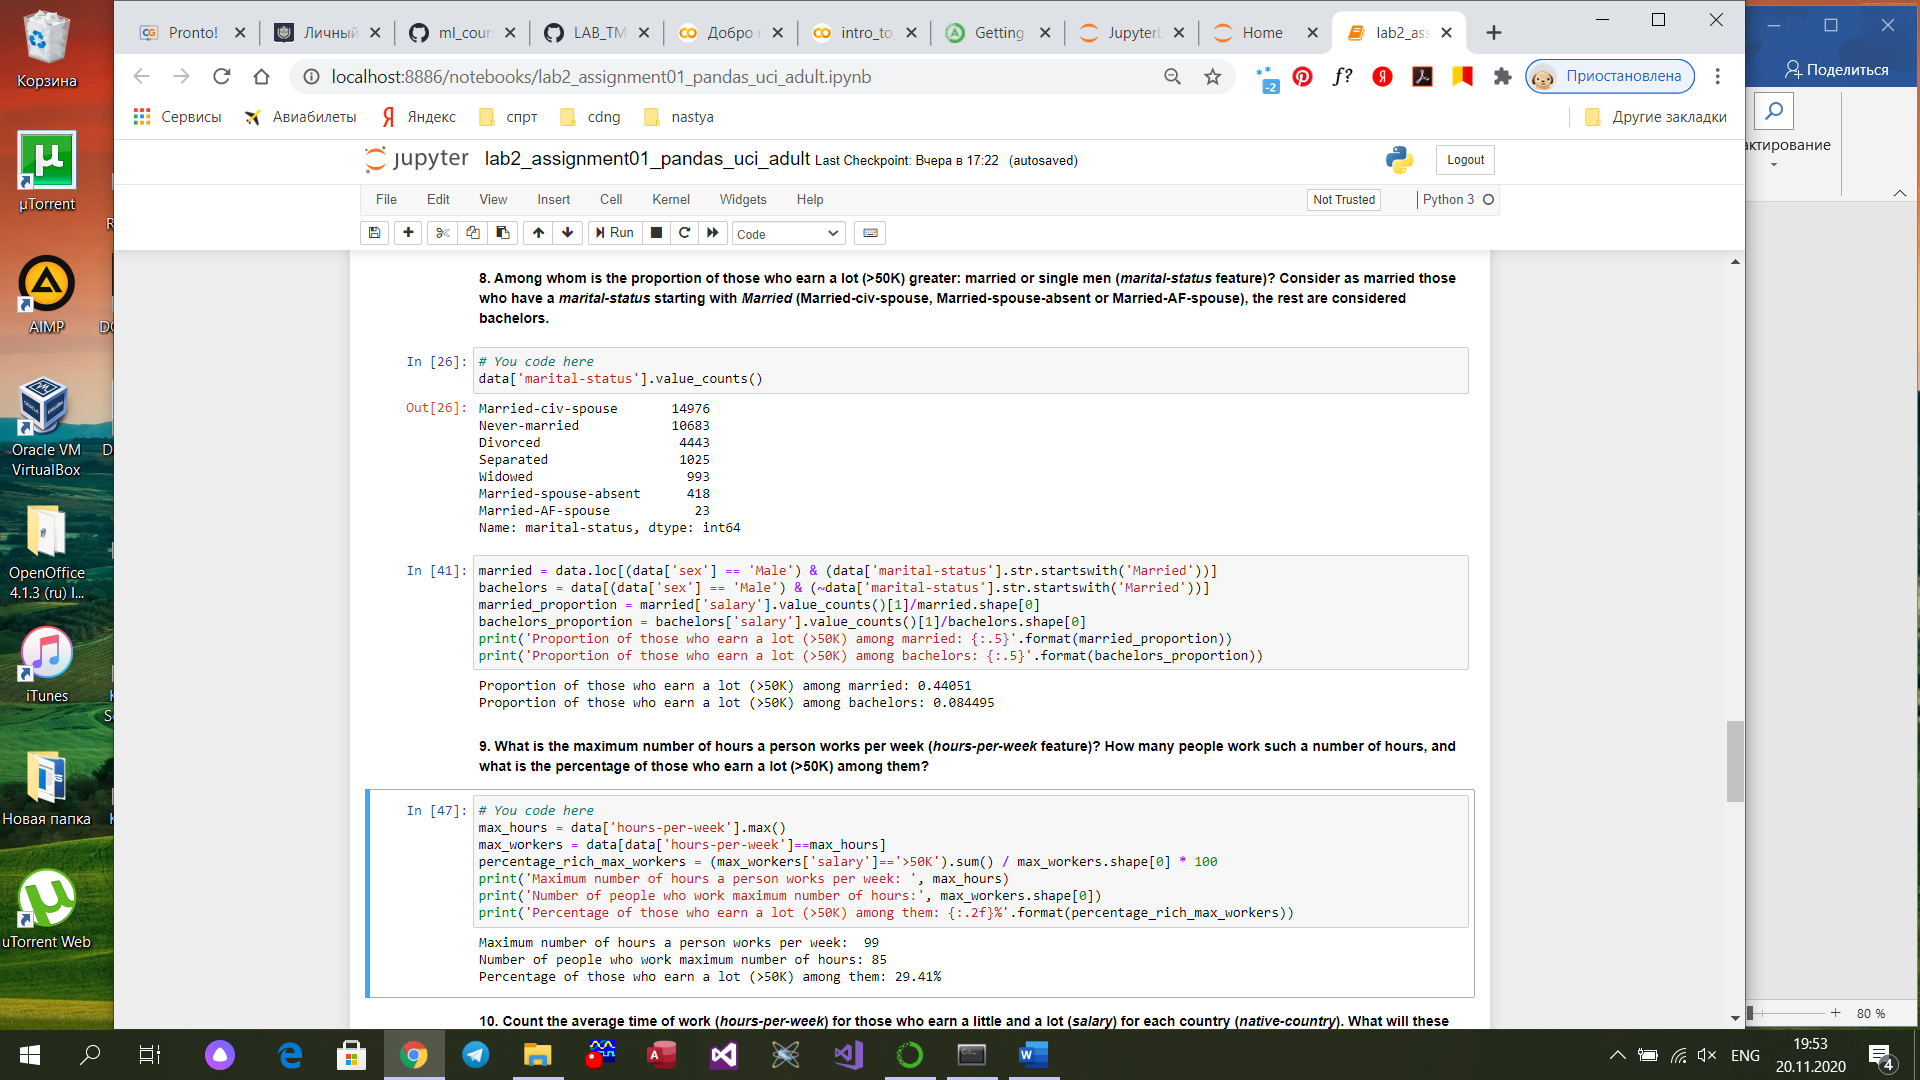 Корзина
µTorrent
AIMP
Oracle VM
VirtualBox
OpenOffice
4.1.3 (ru) I...
iTunes
Новая папка
uTorrent Web
Pronto!
Личный
ml_cour
LAB_TM
Добро
intro_to
Getting
JupyterL
Home
lab2_ass
localhost:8886/notebooks/lab2_assignment01_pandas_uci_adult.ipynb
-2
f?
Я
Приостановлена
Сервисы
Авиабилеты
Я Яндекс
спрт
cdng
nastya
Другие закладки
Поделиться
актирование
jupyter lab2_assignment01_pandas_uci_adult Last Checkpoint: Вчера в 17:22 (autosaved)
Logout
File Edit View Insert Cell Kernel Widgets Help
Not Trusted
Python 3
Run
Code
8. Among whom is the proportion of those who earn a lot (>50K) greater: married or single men (marital-status feature)? Consider as married those
who have a marital-status starting with Married (Married-civ-spouse, Married-spouse-absent or Married-AF-spouse), the rest are considered
bachelors.
In [26]: # You code here
data['marital-status'].value_counts()
Out[26]: Married-civ-spouse 14976
Never-married 10683
Divorced 4443
Separated 1025
Widowed 993
Married-spouse-absent 418
Married-AF-spouse 23
Name: marital-status, dtype: int64
In [41]: married = data.loc[(data['sex'] == 'Male') & (data['marital-status'].str.startswith('Married'))]
bachelors = data[(data['sex'] == 'Male') & (~data['marital-status'].str.startswith('Married'))]
married_proportion = married['salary'].value_counts()[1]/married.shape[0]
bachelors_proportion = bachelors['salary'].value_counts()[1]/bachelors.shape[0]
print('Proportion of those who earn a lot (>50K) among married: {:.5}'.format(married_proportion))
print('Proportion of those who earn a lot (>50K) among bachelors: {:.5}'.format(bachelors_proportion))
Proportion of those who earn a lot (>50K) among married: 0.44051
Proportion of those who earn a lot (>50K) among bachelors: 0.084495
9. What is the maximum number of hours a person works per week (hours-per-week feature)? How many people work such a number of hours, and
what is the percentage of those who earn a lot (>50K) among them?
In [47]: # You code here
max_hours = data['hours-per-week'].max()
max_workers = data[data['hours-per-week']==max_hours]
percentage_rich_max_workers = (max_workers['salary']=='>50K').sum() / max_workers.shape[0] * 100
print('Maximum number of hours a person works per week: ', max_hours)
print('Number of people who work maximum number of hours:', max_workers.shape[0])
print('Percentage of those who earn a lot (>50K) among them: {:.2f}%'.format(percentage_rich_max_workers))
Maximum number of hours a person works per week:  99
Number of people who work maximum number of hours: 85
Percentage of those who earn a lot (>50K) among them: 29.41%
10. Count the average time of work (hours-per-week) for those who earn a little and a lot (salary) for each country (native-country). What will these
80 %
ENG
19:53
20.11.2020
4